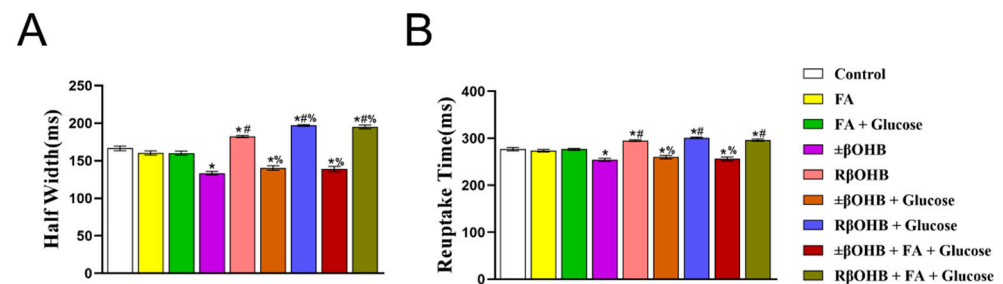 A
B
Half Width(ms)
250
200
150
100
50
0
*
*#
*%
*#%
*%
*#%
Reuptake Time(ms)
400
300
200
100
0
*
*#
*%
*#
*%
*#
Control
FA
FA + Glucose
±βOHB
RβOHB
±βOHB + Glucose
RβOHB + Glucose
±βOHB + FA + Glucose
RβOHB + FA + Glucose